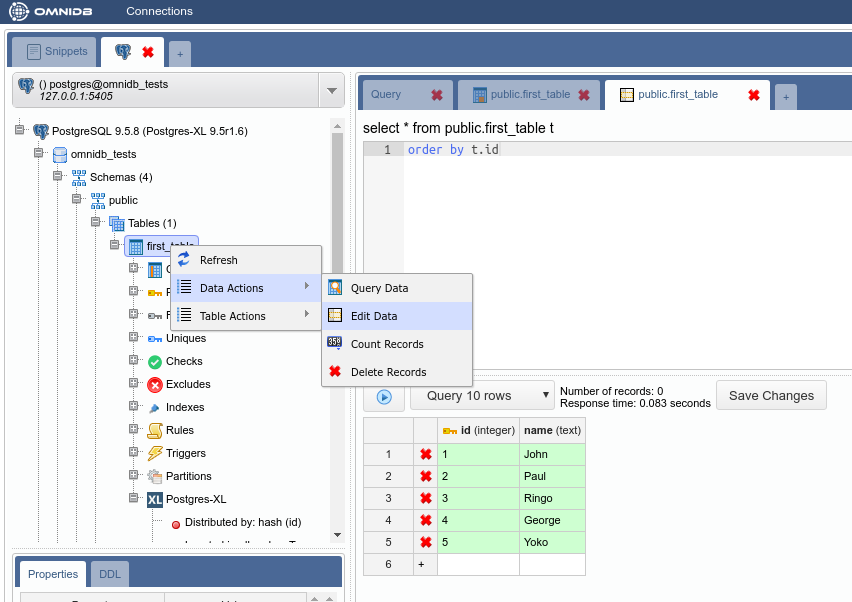 OMNIDB Connections
Snippets
+
() postgres@omnidb_tests
127.0.0.1:5405
PostgreSQL 9.5.8 (Postgres-XL 9.5r1.6)
omnidb_tests
Schemas (4)
public
Tables (1)
Refresh
Data Actions
Table Actions
Query Data
Edit Data
Count Records
Delete Records
Uniques
Checks
Excludes
Indexes
Rules
Triggers
Partitions
XL Postgres-XL
Distributed by: hash (id)
Properties DDL
Query public.first_table public.first_table +
select * from public.first_table t
1 order by t.id
Query 10 rows Number of records: 0 Save Changes
Response time: 0.083 seconds
id (integer) name (text)
1 1 John
2 2 Paul
3 3 Ringo
4 4 George
5 5 Yoko
6 +